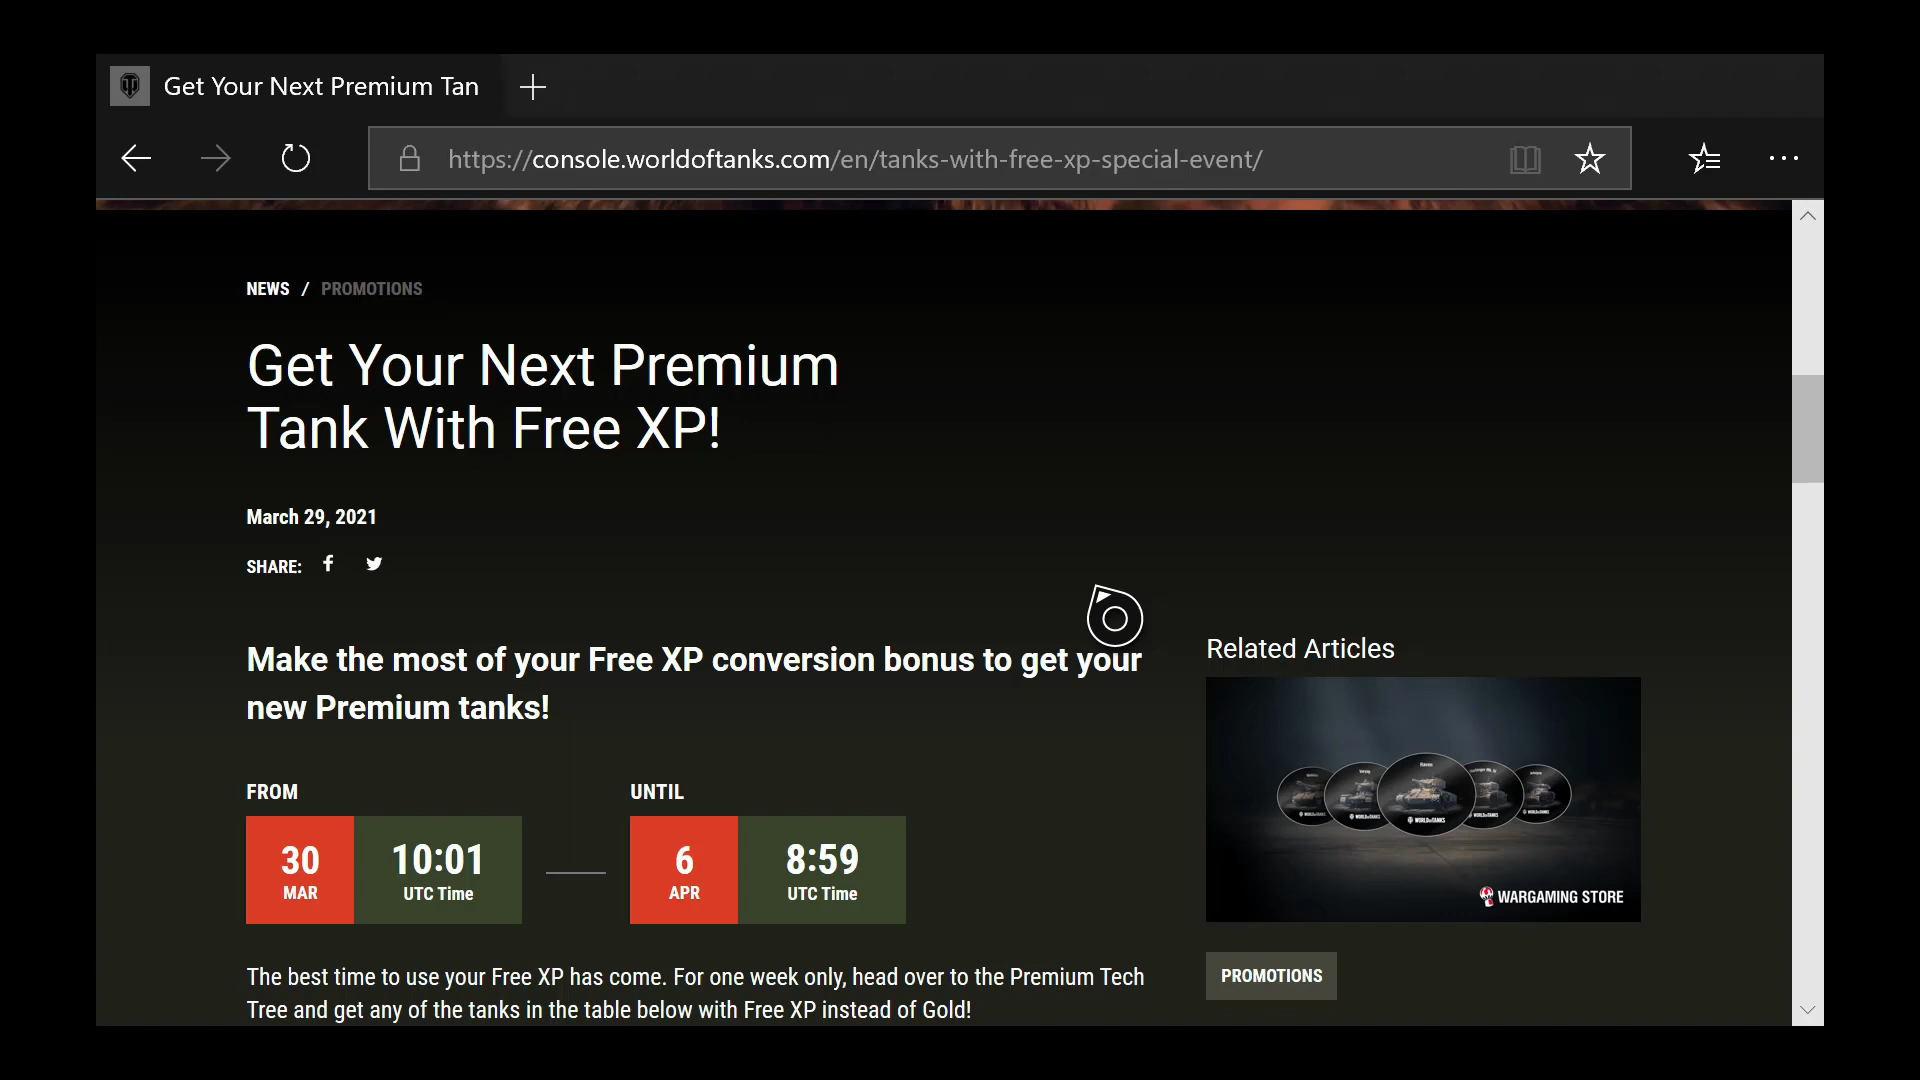 Get Your Next Premium Tan
https://console.worldoftanks.com/en/tanks-with-free-xp-special-event/
NEWS / PROMOTIONS
Get Your Next Premium
Tank With Free XP!
March 29, 2021
SHARE:
Make the most of your Free XP conversion bonus to get your
new Premium tanks!
FROM
30
MAR
10:01
UTC Time
UNTIL
6
APR
8:59
UTC Time
The best time to use your Free XP has come. For one week only, head over to the Premium Tech
Tree and get any of the tanks in the table below with Free XP instead of Gold!
Related Articles
WORLD OF TANKS
WARGAMING STORE
PROMOTIONS